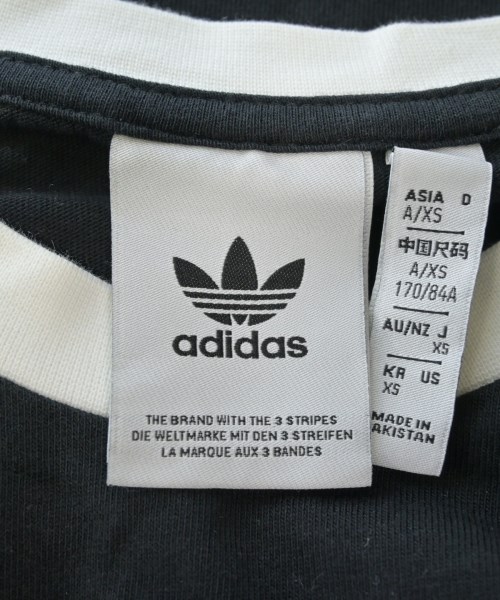 adidas
THE BRAND WITH THE 3 STRIPES
DIE WELTMARKE MIT DEN 3 STREIFEN
LA MARQUE AUX 3 BANDES
ASIA D
A/XS
中国尺码
A/XS
170/84A
AU/NZ J
XS
KR US
XS
MADE IN
AKISTAN